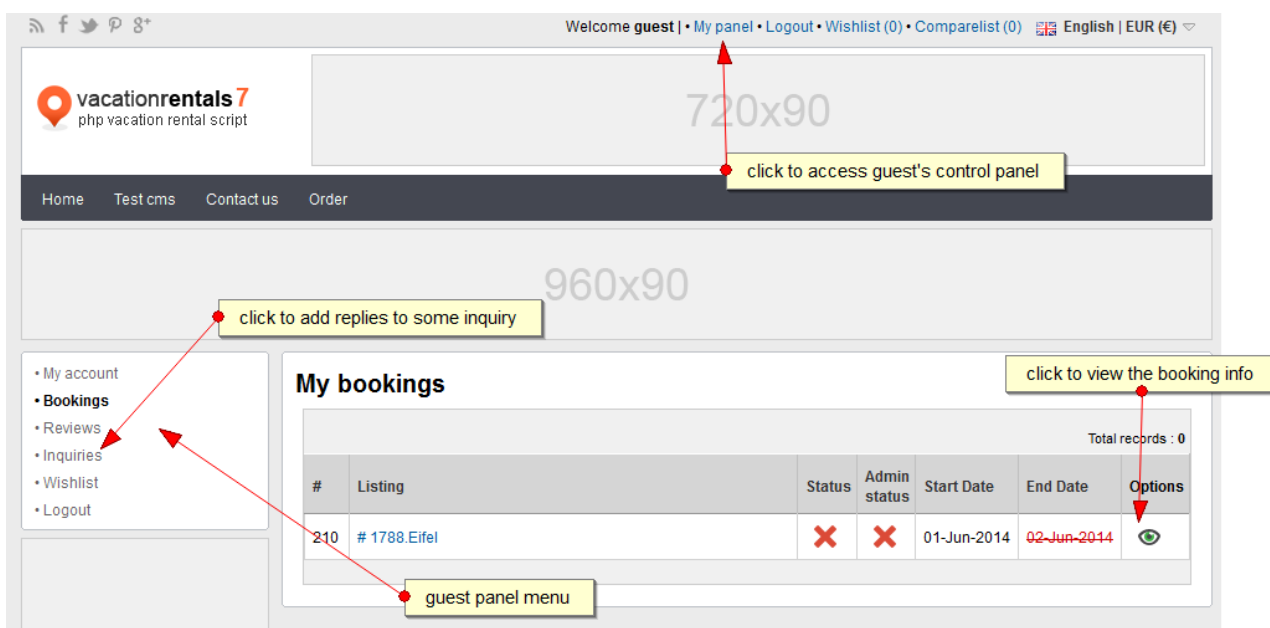 Welcome guest | • My panel • Logout • Wishlist (0) • Comparelist (0) English | EUR (€)
vacationrentals 7
php vacation rental script
720x90
click to access guest's control panel
Home Test cms Contact us Order
960x90
click to add replies to some inquiry
• My account
• Bookings
• Reviews
• Inquiries
• Wishlist
• Logout
My bookings
click to view the booking info
Total records : 0
# Listing Status Admin status Start Date End Date Options
210 # 1788.Eifel 01-Jun-2014 02-Jun-2014
guest panel menu